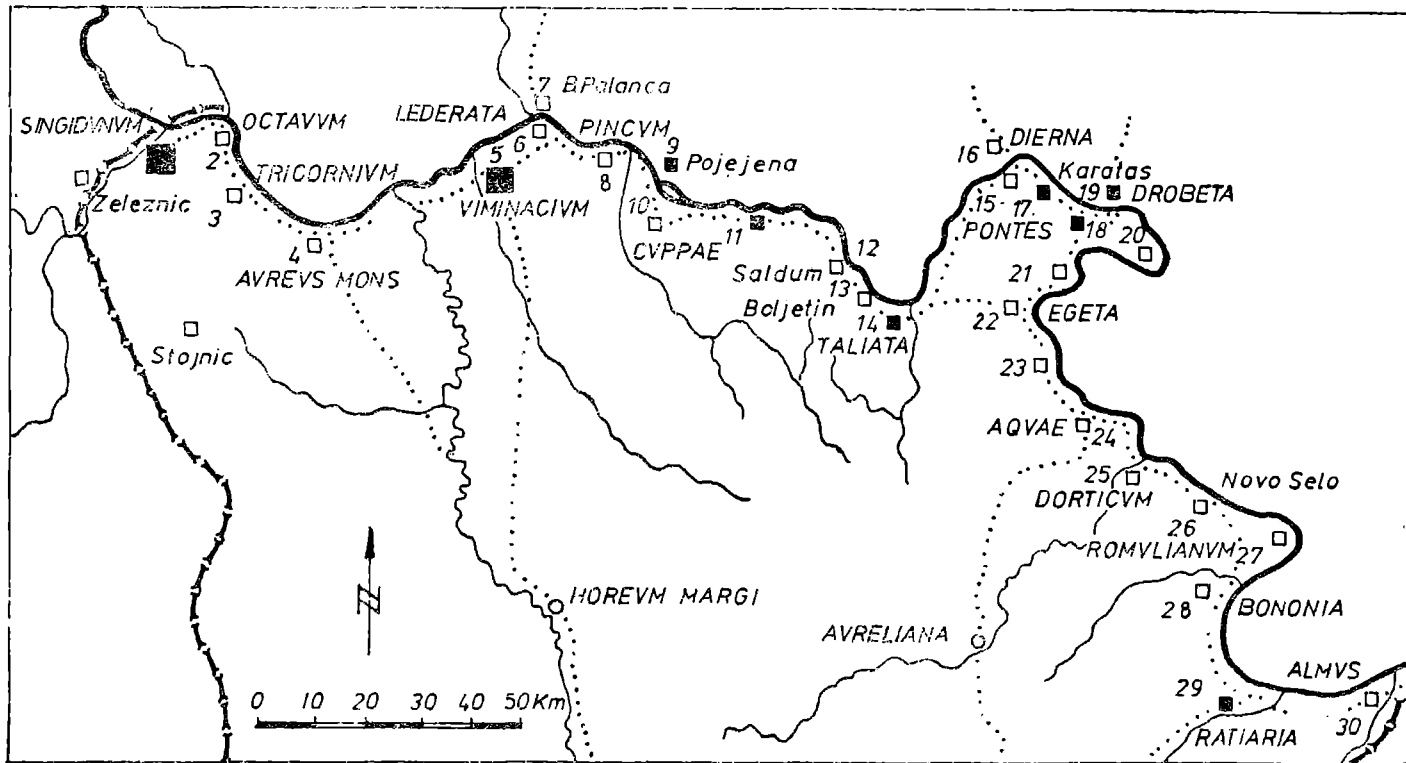 7 B.Palanca
SINGIDVNVM
OCTAVVM
LEDERATA
PINCVM
DIERNA
2
5
6
8
9
Pojejena
16
Karatas
Zeleznic
TRICORNIVM
VIMINACIVM
15
17
19
DROBETA
3
10
CVPPAE
11
12
PONTES
18
20
4
AVREVS MONS
Saldum
13
Boljetin
14
TALIATA
21
22
EGETA
Stojnic
23
AQVAE
24
25
DORTICVM
Novo Selo
26
ROMVLIANVM
27
N
HOREVM MARGI
28
BONONIA
AVRELIANA
ALMVS
0 10 20 30 40 50 Km
29
30
RATIARIA